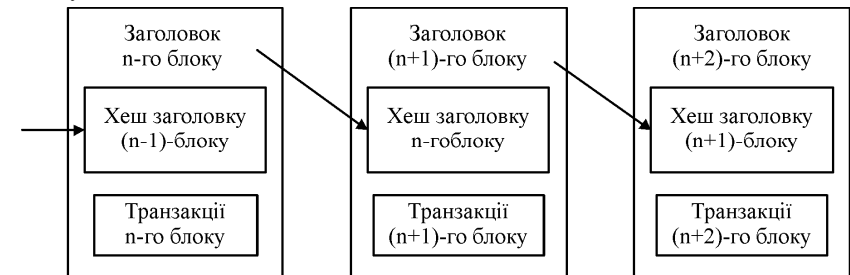 Заголовок
n-го блоку
Хеш заголовку
(n-1)-блоку
Транзакції
n-го блоку
Заголовок
(n+1)-го блоку
Хеш заголовку
n-гоблоку
Транзакції
(n+1)-го блоку
Заголовок
(n+2)-го блоку
Хеш заголовку
(n+1)-блоку
Транзакції
(n+2)-го блоку